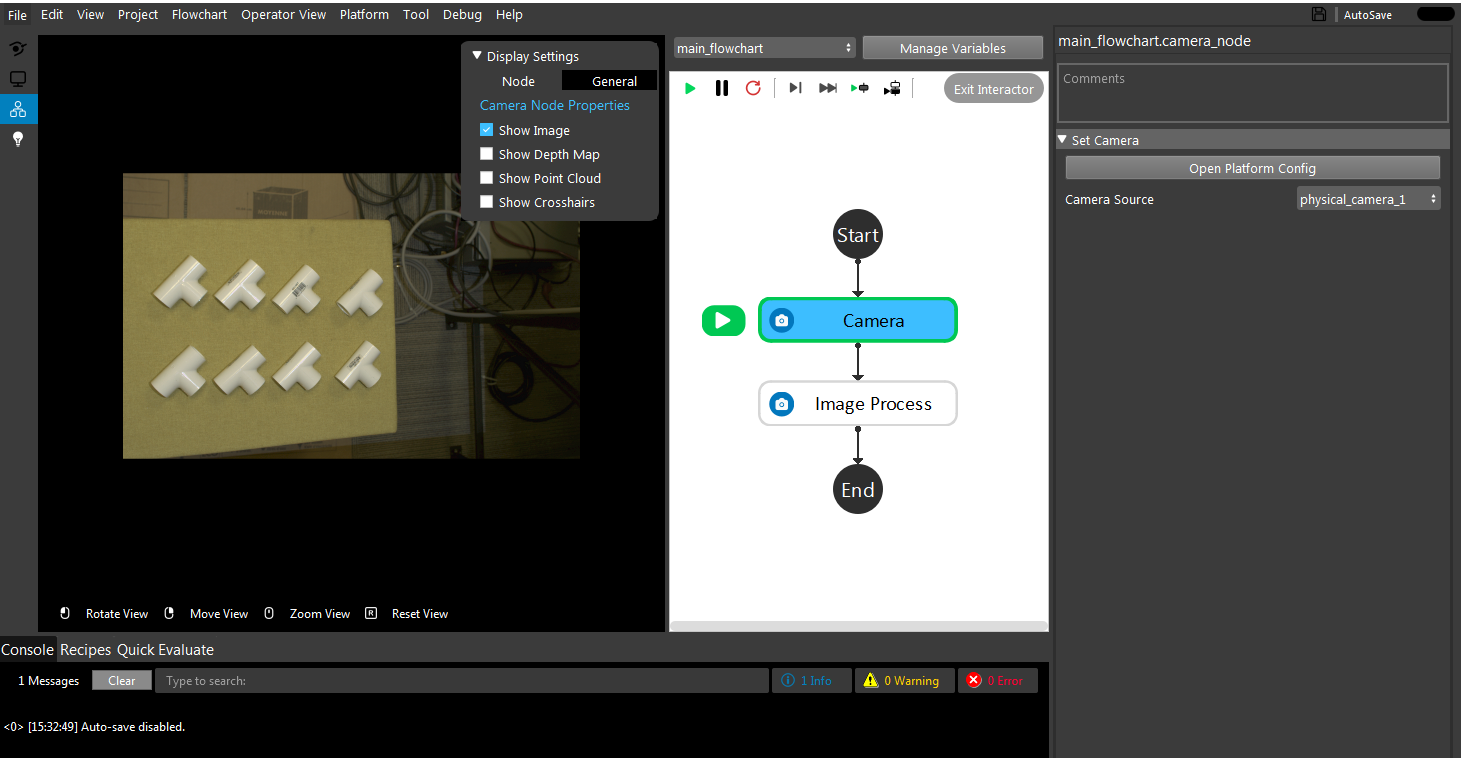 File Edit View Project Flowchart Operator View Platform Tool Debug Help
AutoSave
Display Settings
Node General
Camera Node Properties
Show Image
Show Depth Map
Show Point Cloud
Show Crosshairs
Rotate View Move View Zoom View R Reset View
main_flowchart Manage Variables
Exit Interactor
Start
Camera
Image Process
End
main_flowchart.camera_node
Comments
Set Camera
Open Platform Config
Camera Source physical_camera_1
Console Recipes Quick Evaluate
1 Messages Clear Type to search: 1 Info 0 Warning 0 Error
<0> [15:32:49] Auto-save disabled.